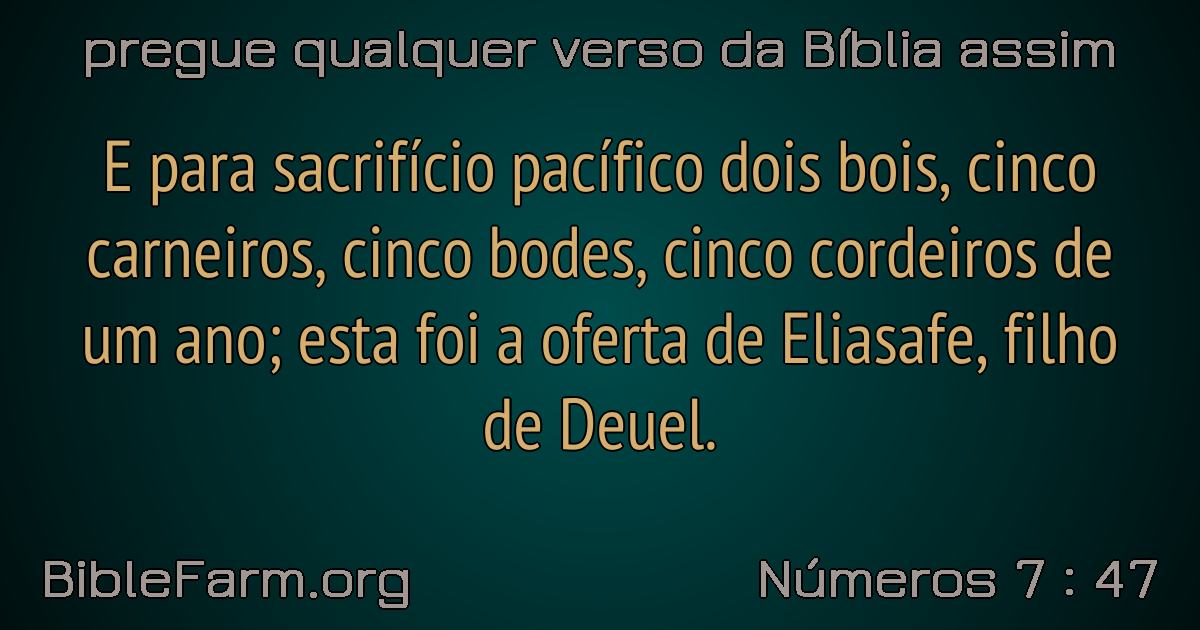 pregue qualquer verso da Bíblia assim
E para sacrifício pacífico dois bois, cinco
carneiros, cinco bodes, cinco cordeiros de
um ano; esta foi a oferta de Eliasafe, filho
de Deuel.
BibleFarm.org
Números 7 : 47